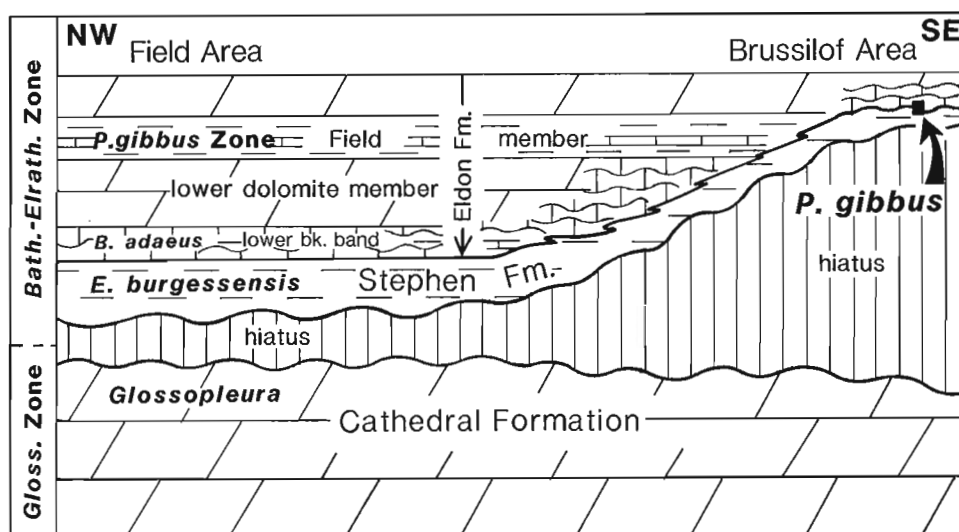 NW
SE
Field Area
Brussilof Area
Bath.-Elrath. Zone
Gloss. Zone
P.gibbus Zone
Field
member
Eldon Fm.
lower dolomite member
P. gibbus
B. adaeus
lower bk. band
E. burgessensis
Stephen Fm.
hiatus
hiatus
Glossopleura
Cathedral Formation